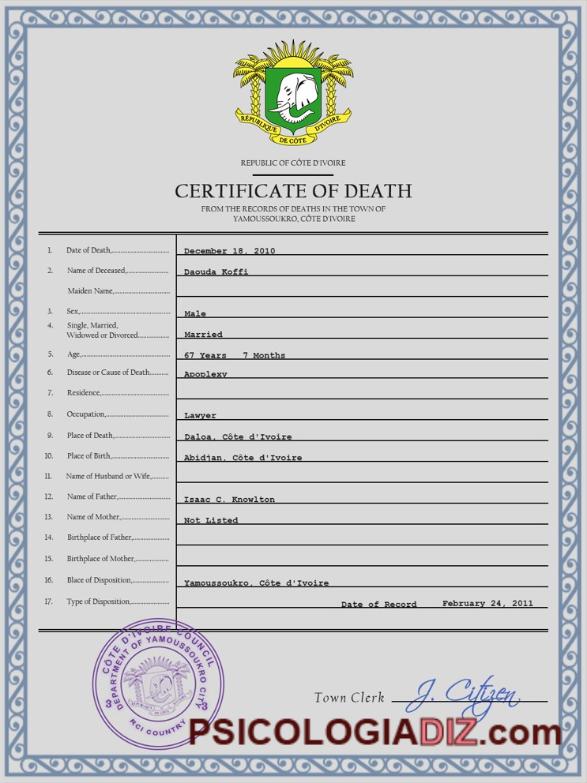 RÉPUBLIQUE DE CÔTE D'IVOIRE
REPUBLIC OF CÔTE D'IVOIRE
CERTIFICATE OF DEATH
FROM THE RECORDS OF DEATHS IN THE TOWN OF
YAMOUSSOUKRO, CÔTE D'IVOIRE
1. Date of Death,............ December 18, 2010
2. Name of Deceased,............ Daouda Koffi
Maiden Name,............
3. Sex,............ Male
4. Single, Married,
Widowed or Divorced............ Married
5. Age,............ 67 Years 7 Months
6. Disease or Cause of Death............ Apoplexy
7. Residence,............
8. Occupation,............ Lawyer
9. Place of Death,............ Daloa, Côte d'Ivoire
10. Place of Birth,............ Abidjan, Côte d'Ivoire
11. Name of Husband or Wife,............
12. Name of Father,............ Isaac C. Knowlton
13. Name of Mother,............ Not Listed
14. Birthplace of Father,............
15. Birthplace of Mother,............
16. Blace of Disposition,............ Yamoussoukro, Côte d'Ivoire
17. Type of Disposition,............ Date of Record February 24, 2011
CÔTE D'IVOIRE COUNCIL
DEPARTMENT OF YAMOUSSOUKRO CITY
RCI COUNTRY
Town Clerk J. Citizen
PSICOLOGIADIZ.com